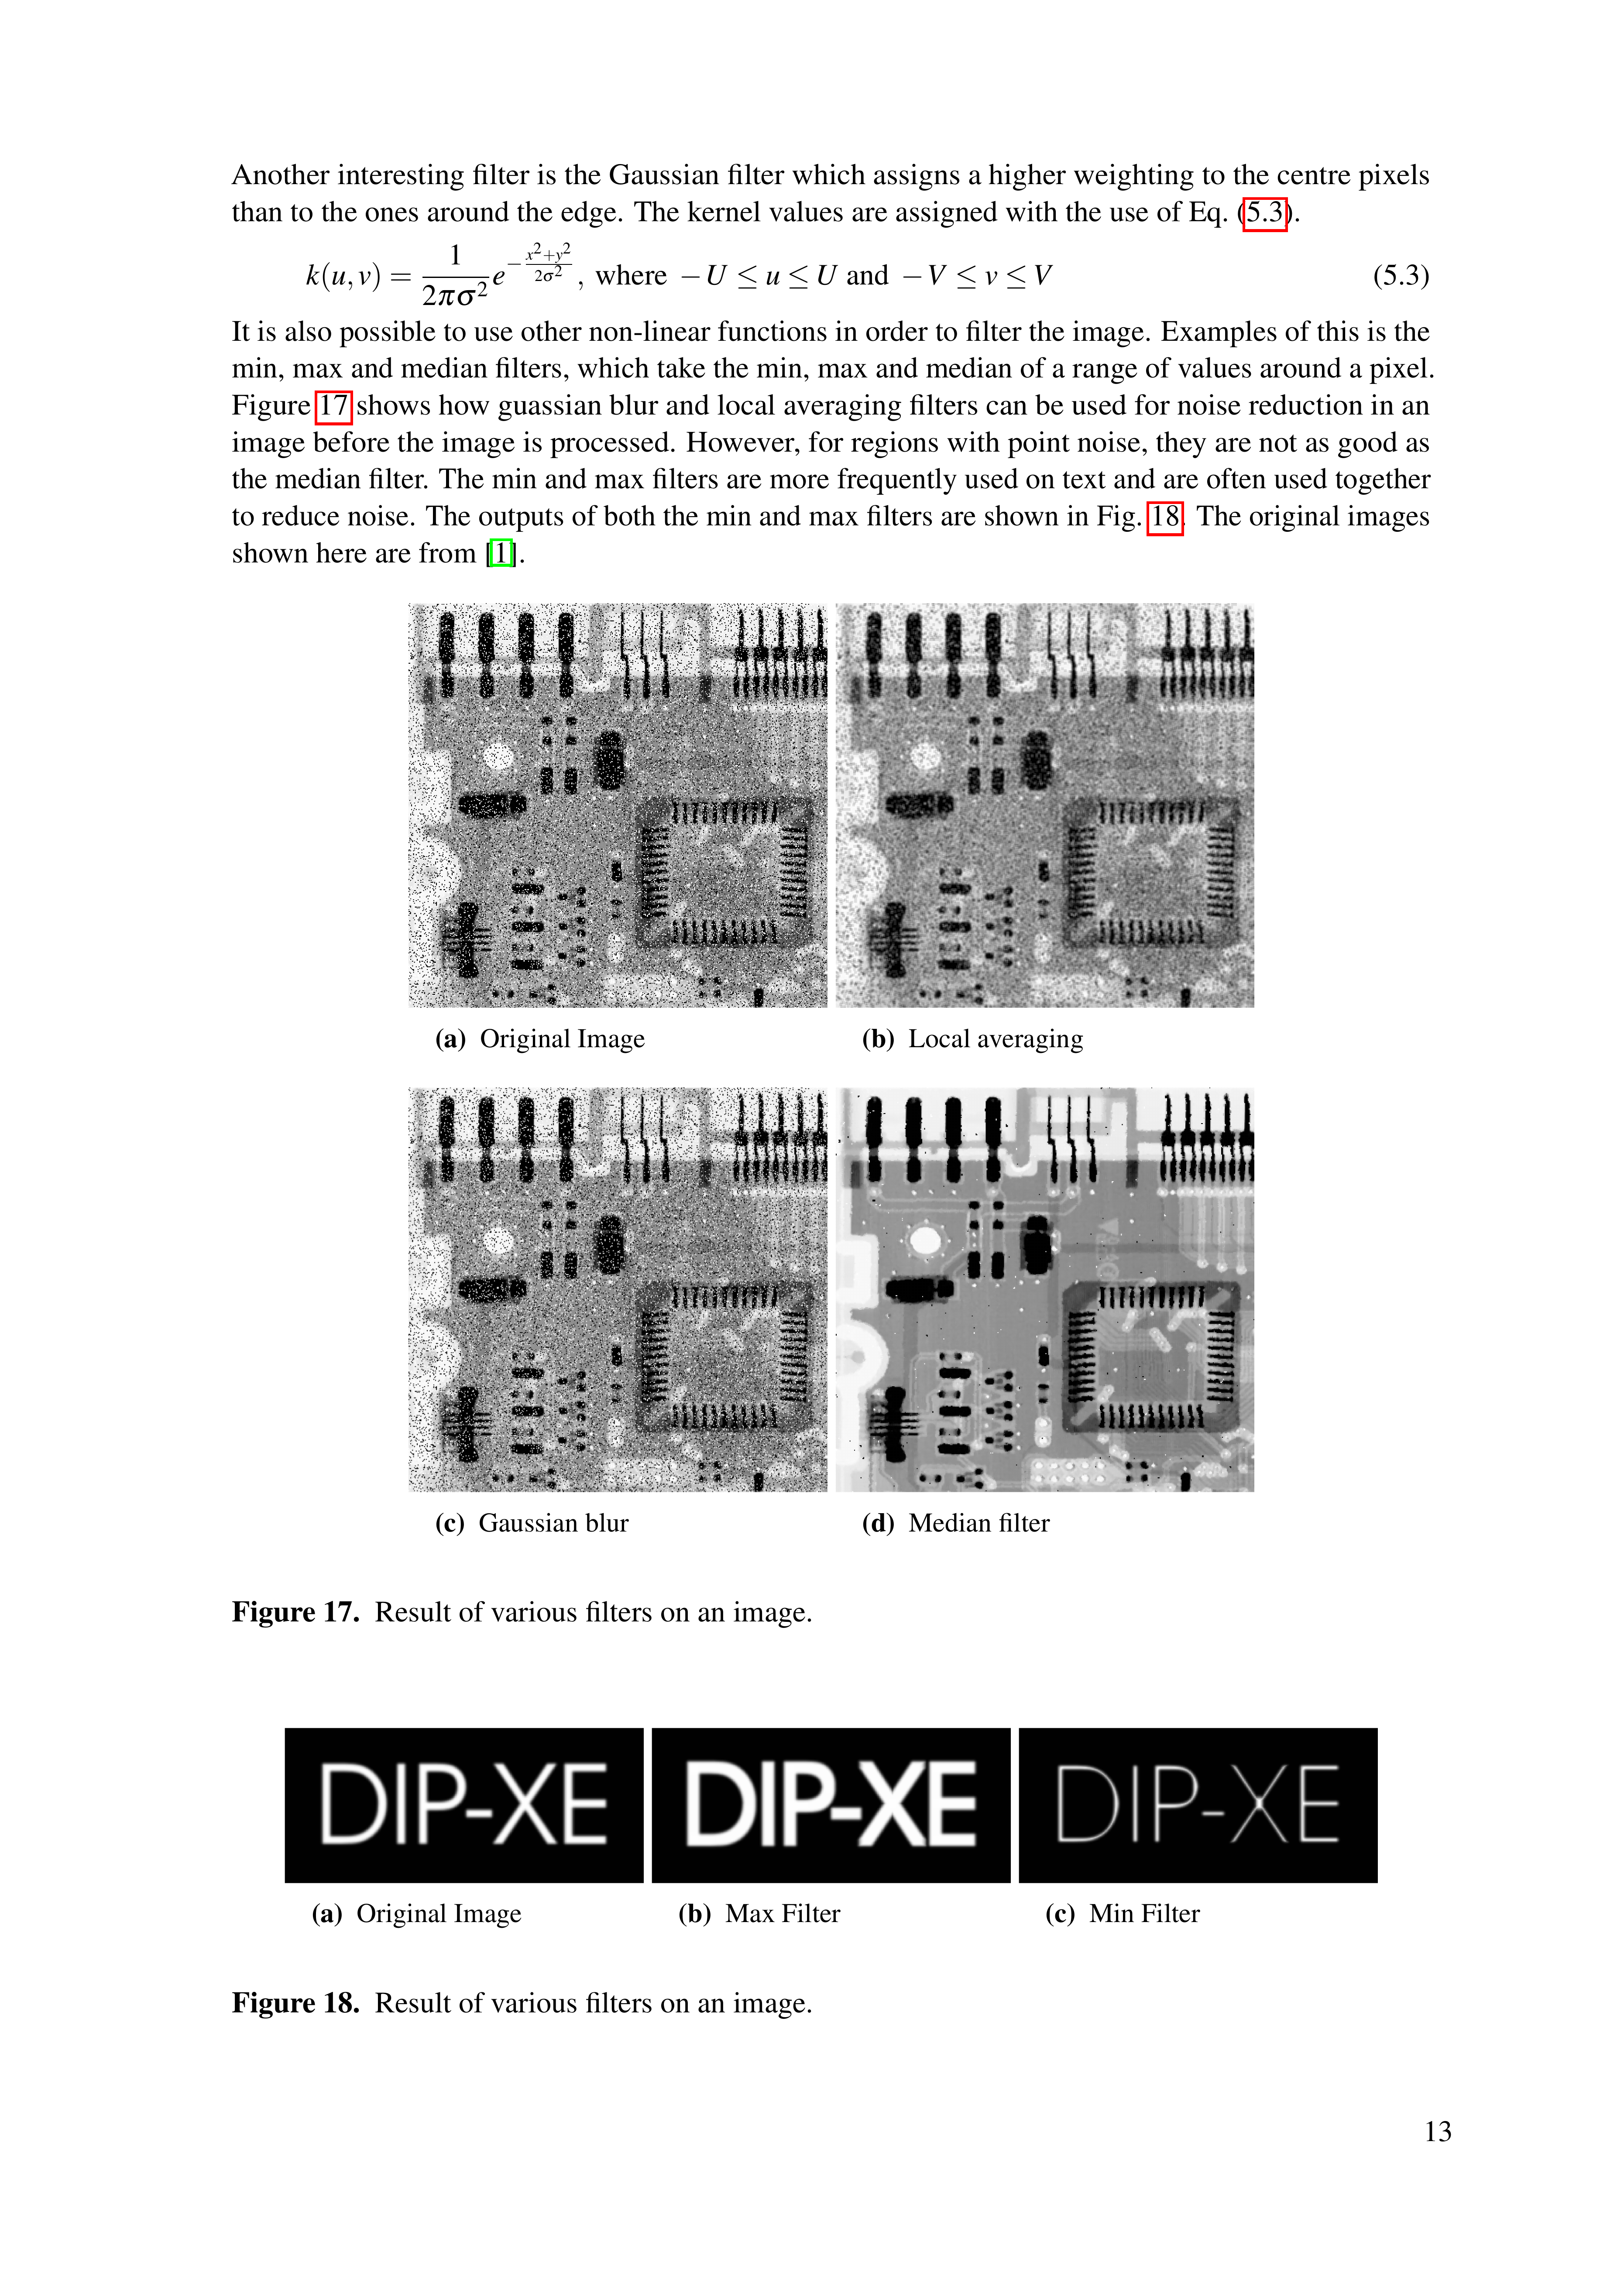 Another interesting filter is the Gaussian filter which assigns a higher weighting to the centre pixels
than to the ones around the edge. The kernel values are assigned with the use of Eq. (5.3).
k(u,v) = \frac{1}{2πσ^2} e^{-\frac{x^2+y^2}{2σ^2}}, where −U ≤ u ≤ U and −V ≤ v ≤ V (5.3)
It is also possible to use other non-linear functions in order to filter the image. Examples of this is the
min, max and median filters, which take the min, max and median of a range of values around a pixel.
Figure 17 shows how guassian blur and local averaging filters can be used for noise reduction in an
image before the image is processed. However, for regions with point noise, they are not as good as
the median filter. The min and max filters are more frequently used on text and are often used together
to reduce noise. The outputs of both the min and max filters are shown in Fig. 18. The original images
shown here are from [1].
(a) Original Image
(b) Local averaging
(c) Gaussian blur
(d) Median filter
Figure 17. Result of various filters on an image.
DIP-XE
DIP-XE
DIP-XE
(a) Original Image
(b) Max Filter
(c) Min Filter
Figure 18. Result of various filters on an image.
13